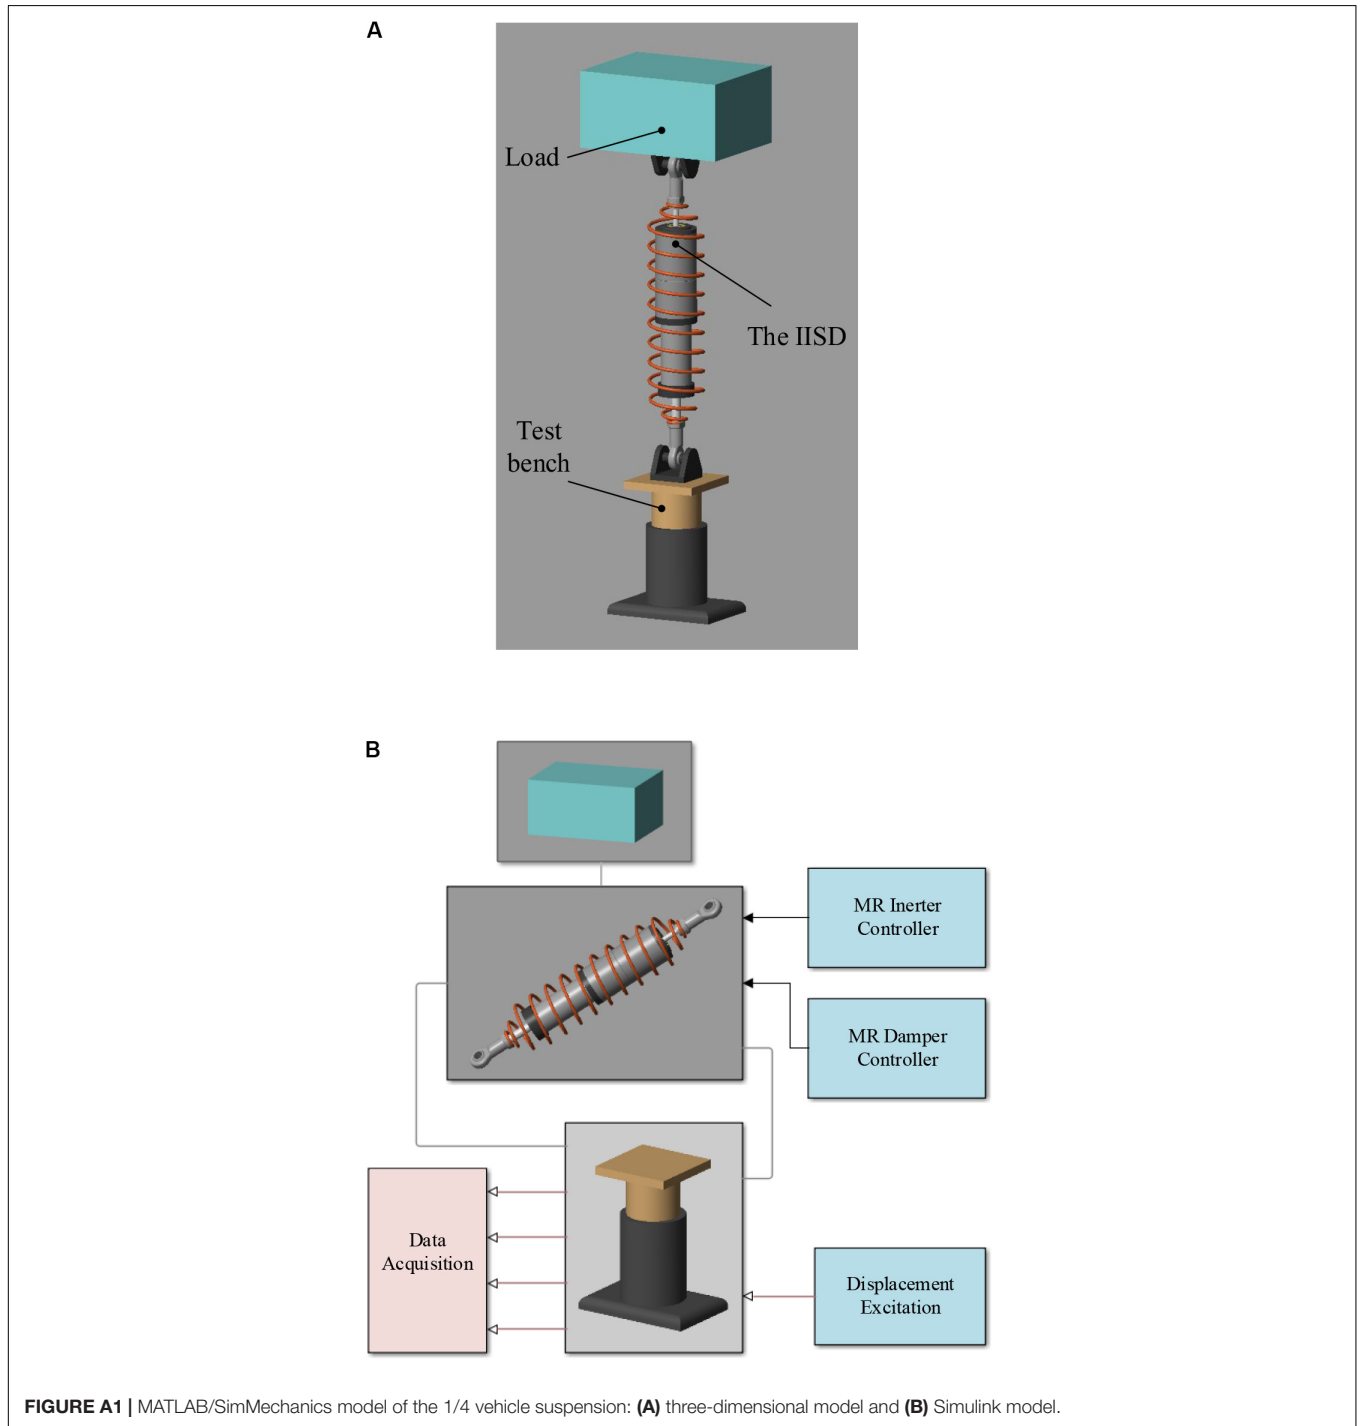 A
Load
The IISD
Test
bench
B
MR Inerter
Controller
MR Damper
Controller
Data
Acquisition
Displacement
Excitation
FIGURE A1 | MATLAB/SimMechanics model of the 1/4 vehicle suspension: (A) three-dimensional model and (B) Simulink model.